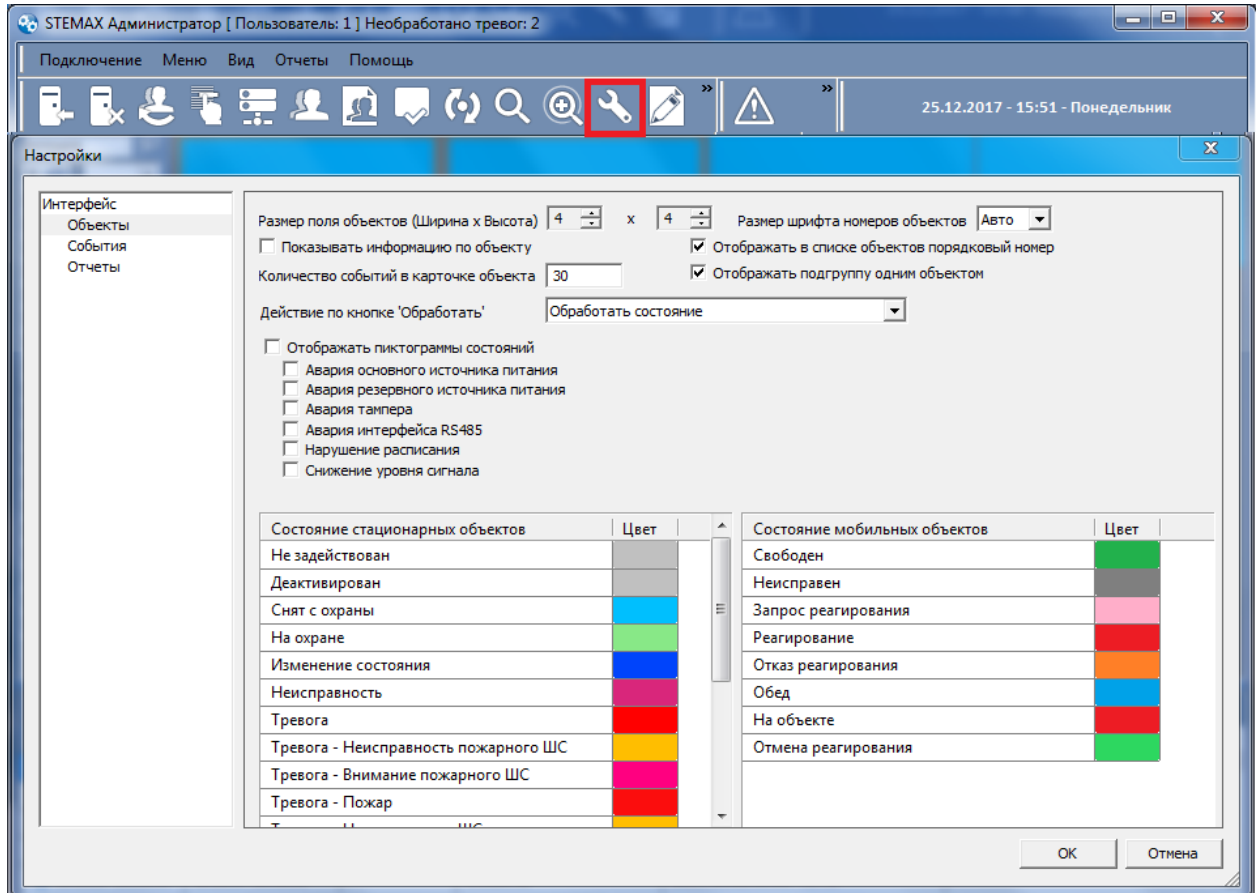 STEMAX Администратор [ Пользователь: 1 ] Необработано тревог: 2
Подключение Меню Вид Отчеты Помощь
25.12.2017 - 15:51 - Понедельник
Настройки
Интерфейс
Объекты
События
Отчеты
Размер поля объектов (Ширина x Высота) 4 x 4 Размер шрифта номеров объектов Авто
Показывать информацию по объекту Отображать в списке объектов порядковый номер
Количество событий в карточке объекта 30 Отображать подгруппу одним объектом
Действие по кнопке 'Обработать' Обработать состояние
Отображать пиктограммы состояний
Авария основного источника питания
Авария резервного источника питания
Авария тампера
Авария интерфейса RS485
Нарушение расписания
Снижение уровня сигнала
Состояние стационарных объектов Цвет
Не задействован
Деактивирован
Снят с охраны
На охране
Изменение состояния
Неисправность
Тревога
Тревога - Неисправность пожарного ШС
Тревога - Внимание пожарного ШС
Тревога - Пожар
Состояние мобильных объектов Цвет
Свободен
Неисправен
Запрос реагирования
Реагирование
Отказ реагирования
Обед
На объекте
Отмена реагирования
OK Отмена